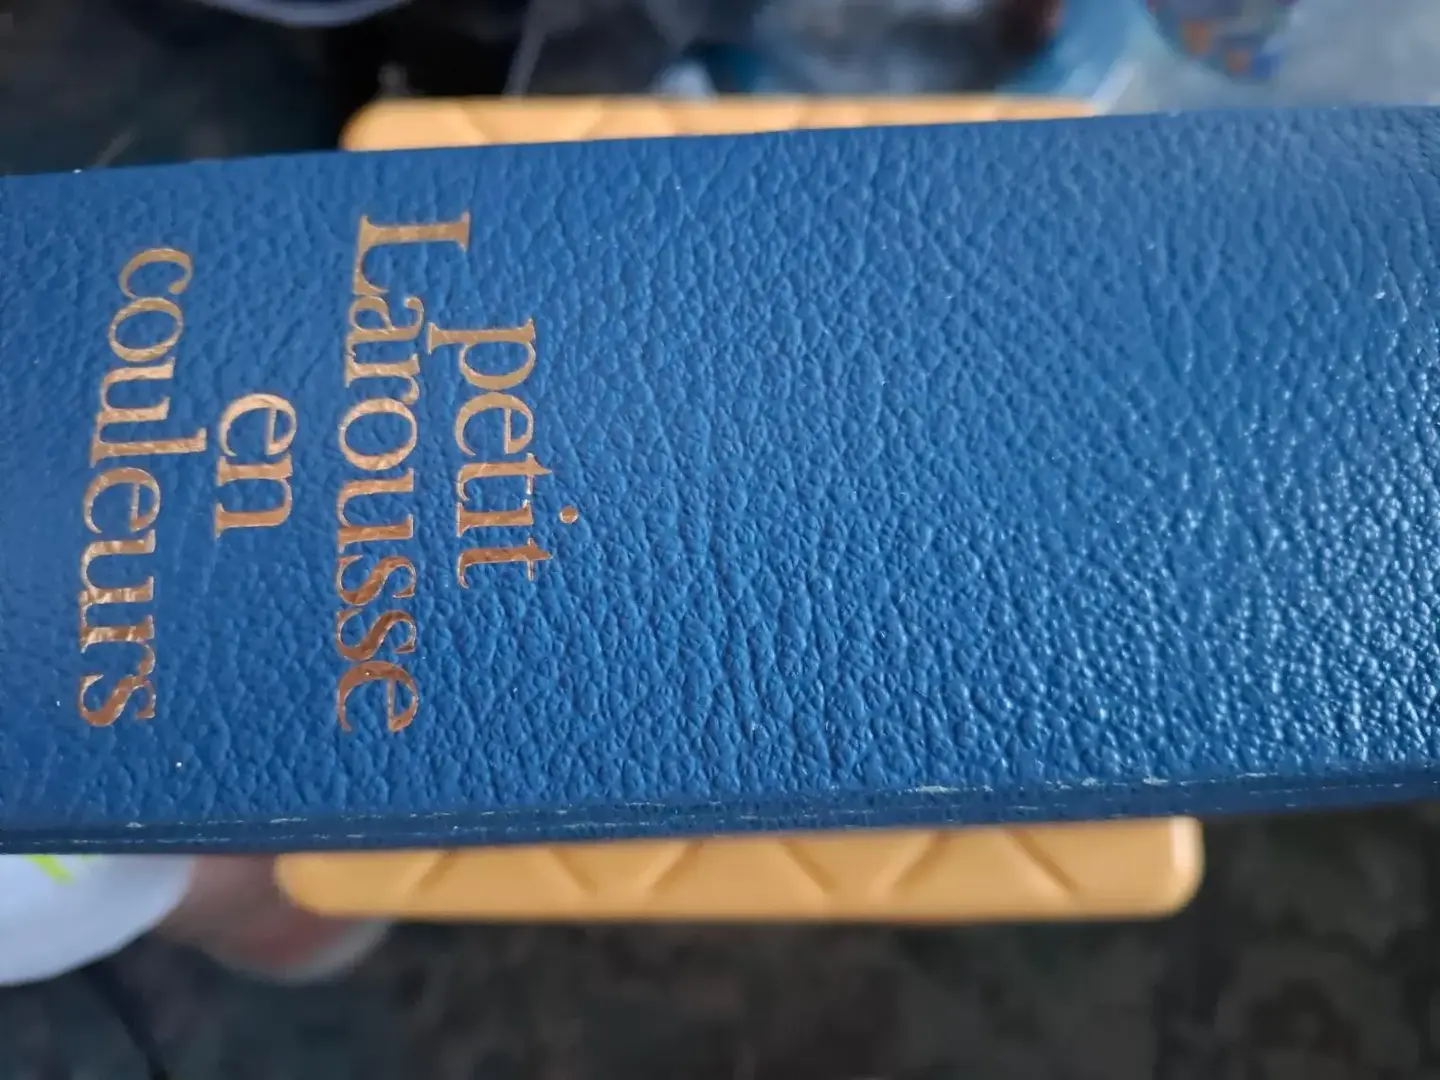 petit
Larousse
en
couleurs